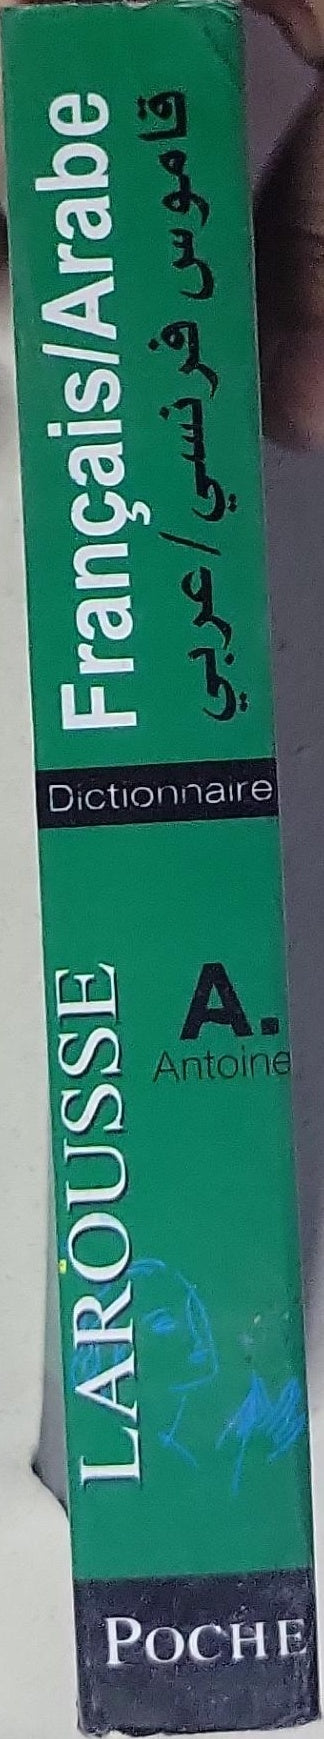 Français/Arabe
قاموس فرنسي/عربي
Dictionnaire
LAROUSSE
A.
Antoine
POCHE